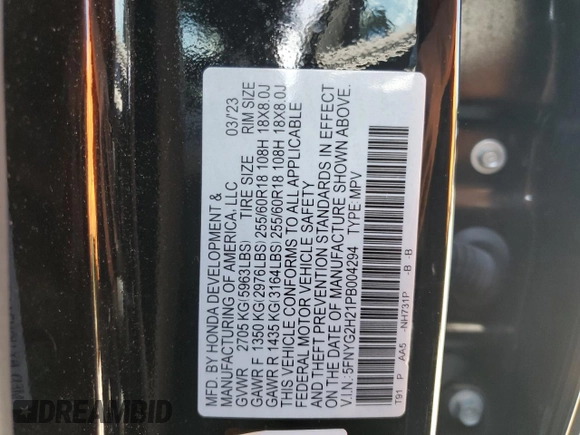 MFD. BY HONDA DEVELOPMENT &
MANUFACTURING OF AMERICA, LLC 03/'23
GVWR 2705 KG(5963LBS) TIRE SIZE RIM SIZE
GAWR F 1350 KG(2976LBS) 255/60R18 108H 18X8.0J
GAWR R 1435 KG(3164LBS) 255/60R18 108H 18X8.0J
THIS VEHICLE CONFORMS TO ALL APPLICABLE
FEDERAL MOTOR VEHICLE SAFETY
AND THEFT PREVENTION STANDARDS IN EFFECT
ON THE DATE OF MANUFACTURE SHOWN ABOVE.
V.I.N.: 5FNYG2H21PB004294 TYPE: MPV
T91 P AA5 -NH731P -B -B
DREAMBID